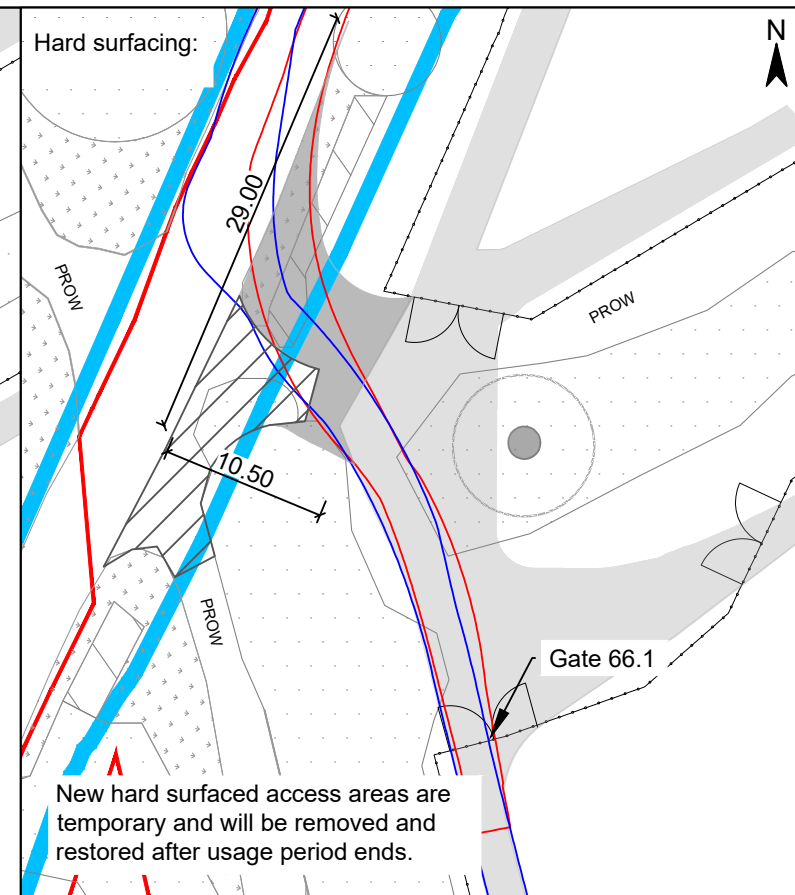 Hard surfacing:
N
29.00
PROW
PROW
10.50
PROW
Gate 66.1
New hard surfaced access areas are
temporary and will be removed and
restored after usage period ends.